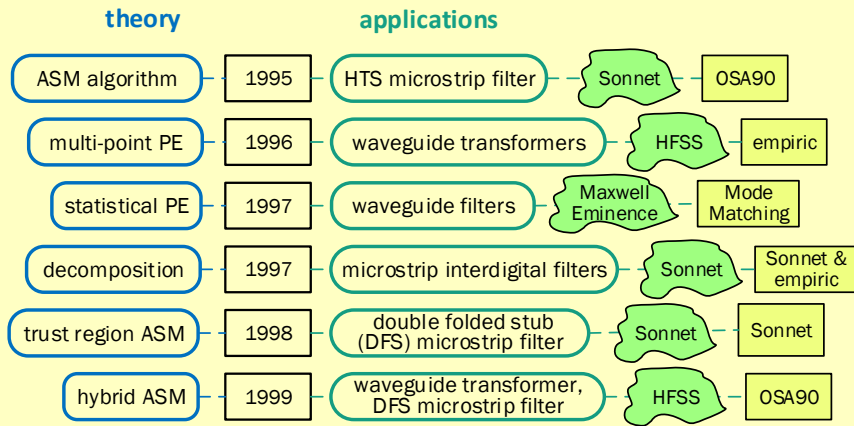 theory applications
ASM algorithm 1995 HTS microstrip filter Sonnet OSA90
multi-point PE 1996 waveguide transformers HFSS empiric
statistical PE 1997 waveguide filters Maxwell Eminence Mode Matching
decomposition 1997 microstrip interdigital filters Sonnet Sonnet & empiric
trust region ASM 1998 double folded stub (DFS) microstrip filter Sonnet Sonnet
hybrid ASM 1999 waveguide transformer, DFS microstrip filter HFSS OSA90